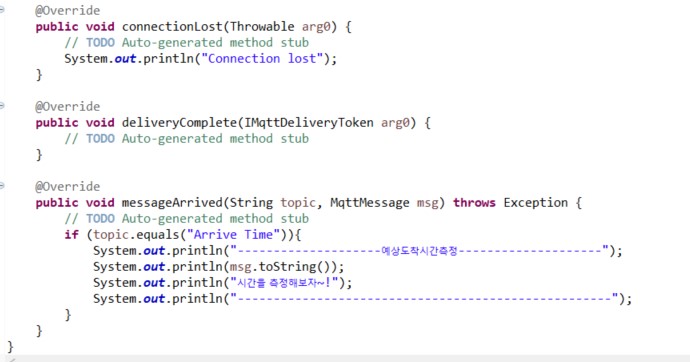 @Override
public void connectionLost(Throwable arg0) {
// TODO Auto-generated method stub
System.out.println("Connection lost");
}
@Override
public void deliveryComplete(IMqttDeliveryToken arg0) {
// TODO Auto-generated method stub
}
@Override
public void messageArrived(String topic, MqttMessage msg) throws Exception {
// TODO Auto-generated method stub
if (topic.equals("Arrive Time")){
System.out.println("--------------------예상도착시간측정--------------------");
System.out.println(msg.toString());
System.out.println("시간을 측정해보자~!");
System.out.println("----------------------------------------------------");
}
}
}